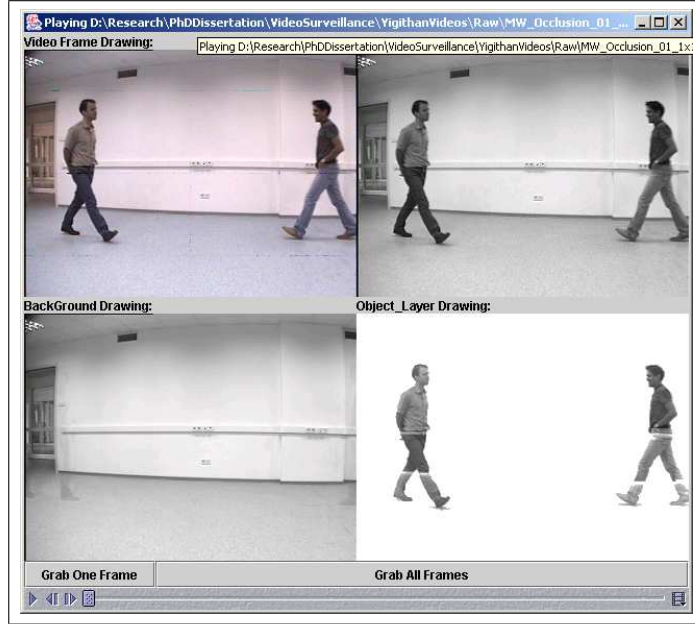 Playing D:\Research\PhDDissertation\VideoSurveillance\YigithanVideos\Raw\MW_Occlusion_01_...
Video Frame Drawing:
Playing D:\Research\PhDDissertation\VideoSurveillance\YigithanVideos\Raw\MW_Occlusion_01_1x
BackGround Drawing:
Object_Layer Drawing:
Grab One Frame
Grab All Frames